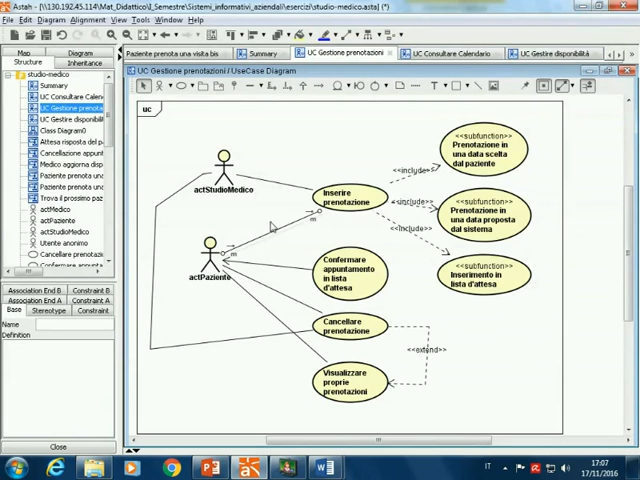 Astah - [\\130.192.45.114\Mat_Didattico\I_Semestre\Sistemi_informativi_aziendali\esercizi\studio-medico.asta (*)]
File Edit Diagram Alignment View Tool Window Plugin Help
Map Diagram
Structure Inheritance
studio-medico
Summary
UC Consultare Calen
UC Gestione prenota
UC Gestire disponibilità
Class Diagram0
Attesa risposta del pa
Cancellazione appunt
Medico aggiorna disp
Paziente prenota una
Paziente prenota una
Trova il prossimo paz
actMedico
actPaziente
actStudioMedico
Utente anonimo
Cancellare prenotazione
Confermare appuntam
Association End B Constraint B
Association End A Constraint A
Base Stereotype Constraint
Name
Definition
Close
Paziente prenota una visita bis Summary UC Gestione prenotazioni UC Consultare Calendario UC Gestire disponibilità
UC Gestione prenotazioni / UseCase Diagram
uc
actStudioMedico
actPaziente
m
m
Inserire
prenotazione
Confermare
appuntamento
in lista
d'attesa
Cancellare
prenotazione
Visualizzare
proprie
prenotazioni
<<include>>
<<include>>
<<include>>
<<extend>>
<<subfunction>>
Prenotazione in
una data scelta
dal paziente
<<subfunction>>
Prenotazione in
una data proposta
dal sistema
<<subfunction>>
Inserimento in
lista d'attesa
IT
17:07
17/11/2016